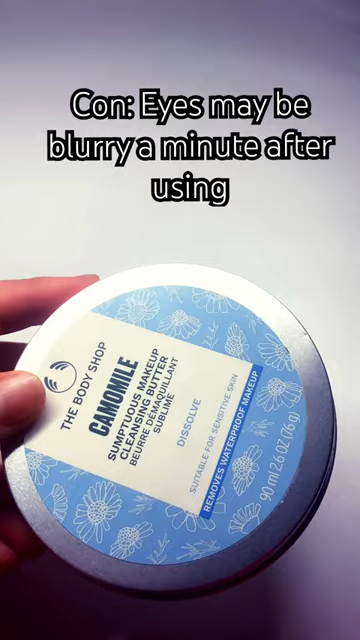 Con: Eyes may be
blurry a minute after
using
THE BODY SHOP
CAMOMILE
SUMPTUOUS MAKEUP
CLEANSING BUTTER
BEURRE DÉMAQUILLANT
SUBLIME
DISSOLVE
SUITABLE FOR SENSITIVE SKIN
REMOVES WATERPROOF MAKEUP
90 ml 2.6 OZ (76g)